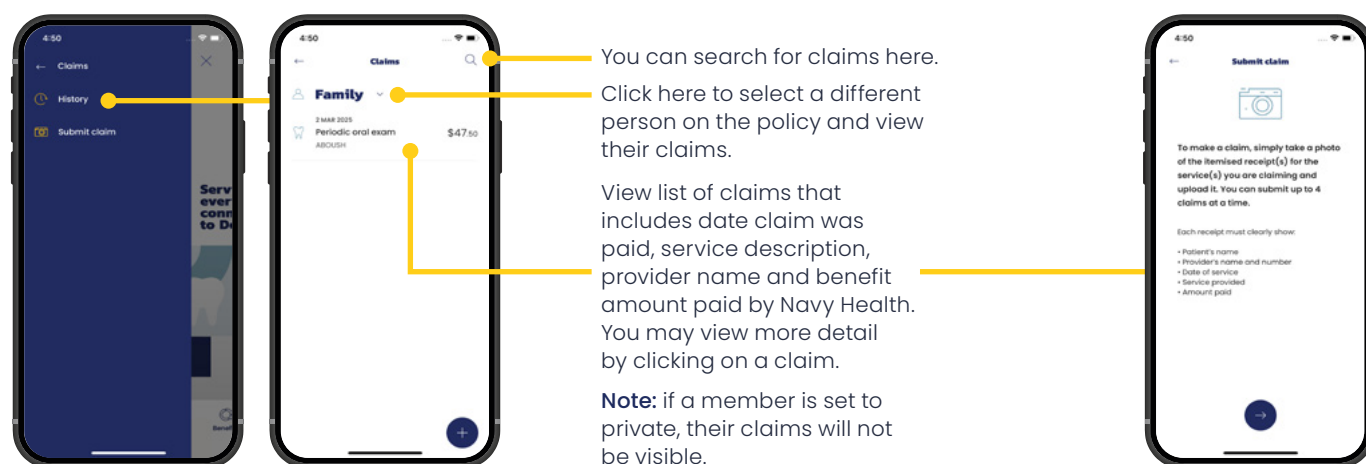 4:50
Claims
History
Submit claim
Serv
ever
conn
to De
Benef
4:50
Claims
Family
2 MAR 2025
Periodic oral exam
$47.50
ABOUSH
You can search for claims here.
Click here to select a different
person on the policy and view
their claims.
View list of claims that
includes date claim was
paid, service description,
provider name and benefit
amount paid by Navy Health.
You may view more detail
by clicking on a claim.
Note: if a member is set to
private, their claims will not
be visible.
4:50
Submit claim
To make a claim, simply take a photo
of the itemised receipt(s) for the
service(s) you are claiming and
upload it. You can submit up to 4
claims at a time.
Each receipt must clearly show:
• Patient's name
• Provider's name and number
• Date of service
• Service provided
• Amount paid